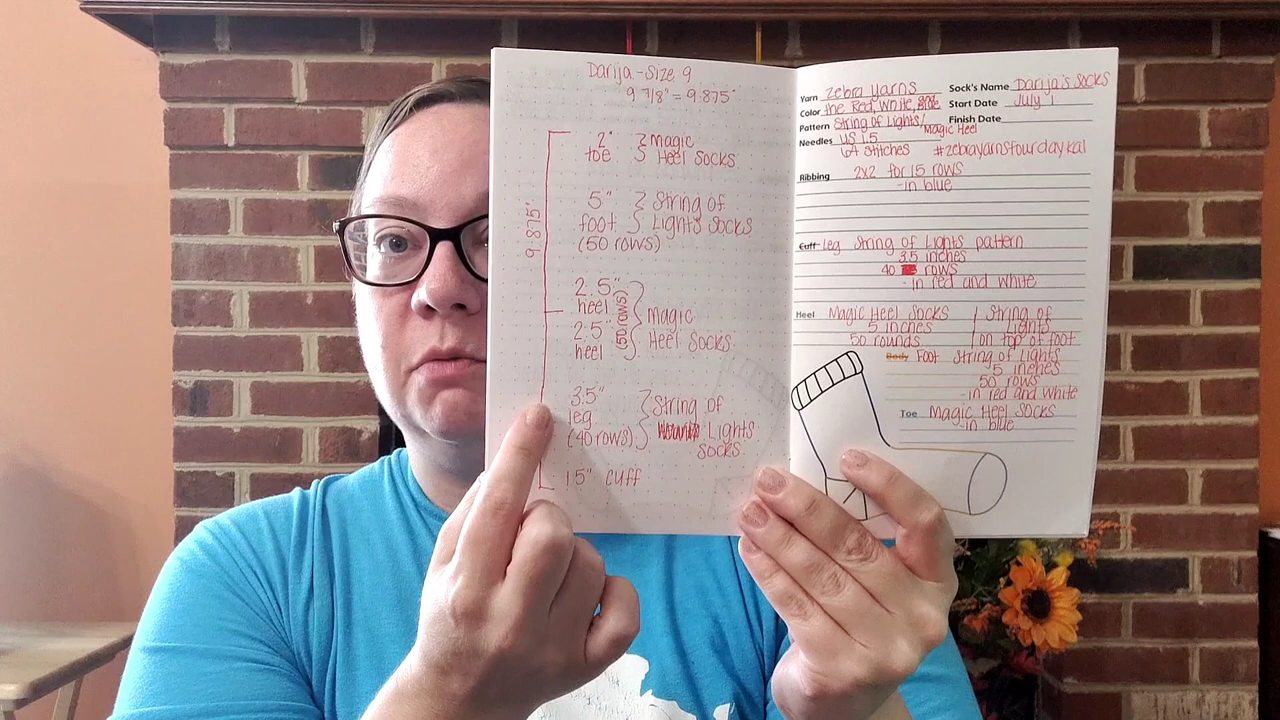 Darija - Size 9
9 7/8" = 9.875"
9.875"
2" Magic
toe Heel Socks
5" String of
foot Lights Socks
(50 rows)
2.5"
heel Magic
2.5" Heel Socks
heel
(50 rows)
3.5"
leg String of
(40 rows) Lights
Socks
1.5" cuff
Yarn Zebra Yarns Sock's Name Darija's Socks
Color the Red, White, Start Date July 1
Pattern String of Lights/ Finish Date
Magic Heel
Needles US 1.5
64 stitches #zebrayarnsfourdaykal
Ribbing 2x2 for 15 rows
-in blue
Cuff Leg String of Lights pattern
3.5 inches
40 rows
-in red and white
Heel Magic Heel Socks String of
5 inches Lights
50 rounds on top of foot
Body Foot String of Lights
5 inches
50 rows
-in red and white
Toe Magic Heel Socks
-in blue